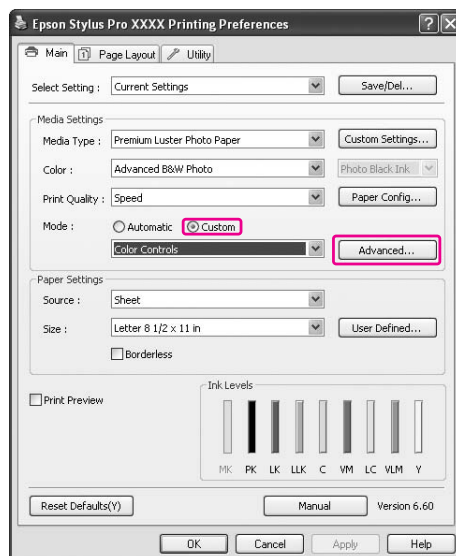 Epson Stylus Pro XXXX Printing Preferences
Main Page Layout Utility
Select Setting : Current Settings Save/Del...
Media Settings
Media Type : Premium Luster Photo Paper Custom Settings...
Color : Advanced B&W Photo Photo Black Ink
Print Quality : Speed Paper Config...
Mode : Automatic Custom
Color Controls Advanced...
Paper Settings
Source : Sheet
Size : Letter 8 1/2 x 11 in User Defined...
Borderless
Ink Levels
Print Preview
MK PK LK LLK C VM LC VLM Y
Reset Defaults(Y) Manual Version 6.60
OK Cancel Apply Help